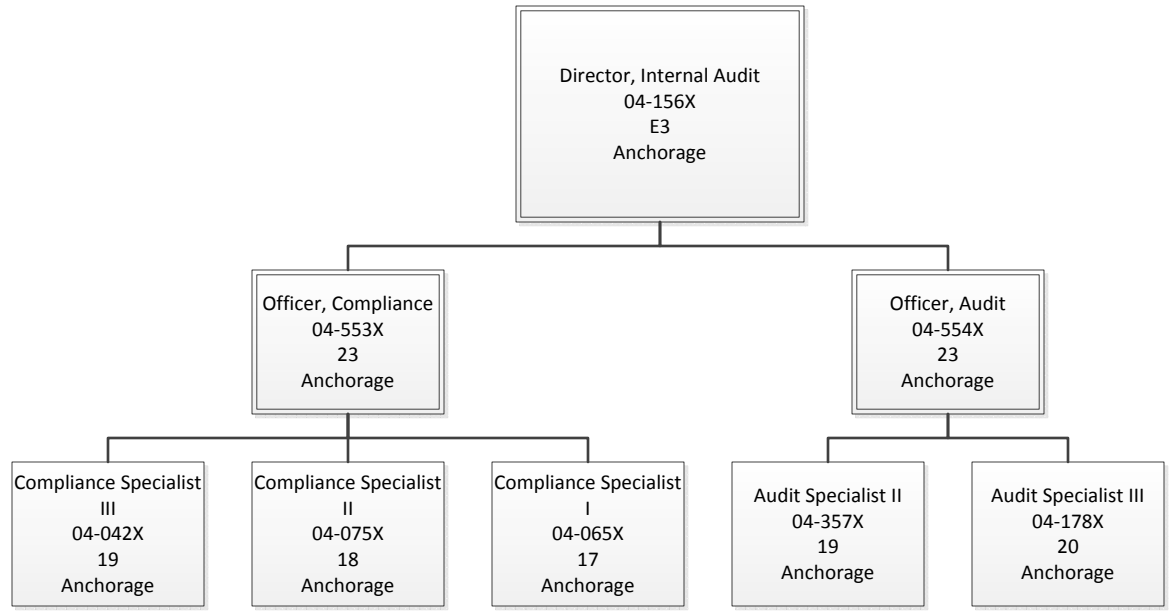 Director, Internal Audit
04-156X
E3
Anchorage
Officer, Compliance
04-553X
23
Anchorage
Officer, Audit
04-554X
23
Anchorage
Compliance Specialist
III
04-042X
19
Anchorage
Compliance Specialist
II
04-075X
18
Anchorage
Compliance Specialist
I
04-065X
17
Anchorage
Audit Specialist II
04-357X
19
Anchorage
Audit Specialist III
04-178X
20
Anchorage